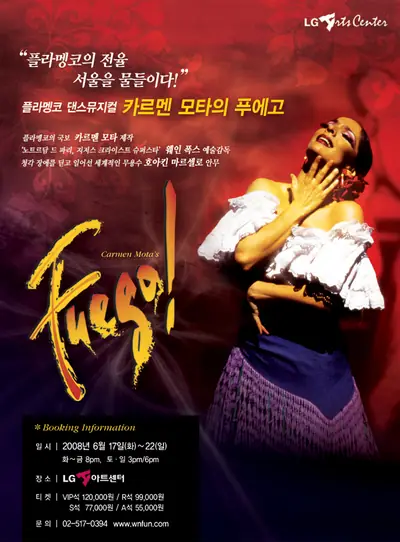 LG Arts Center
“플라멩코의 전율
서울을 물들이다!”
플라멩코 댄스뮤지컬 카르멘 모타의 푸에고
플라멩코의 국보 카르멘 모타 제작
'노트르담 드 파리, 지저스 크라이스트 슈퍼스타' 웨인 폭스 예술감독
청각 장애를 딛고 일어선 세계적인 무용수 호아킨 마르셀로 안무
Carmen Mota's
Fuego!
* Booking Information
일 시 | 2008년 6월 17일(화)~22(일)
화~금 8pm, 토·일 3pm/6pm
장 소 | LG 아트센터
티 켓 | VIP석 120,000원 / R석 99,000원
S석 77,000원 / A석 55,000원
문 의 | 02-517-0394 www.wnfun.com